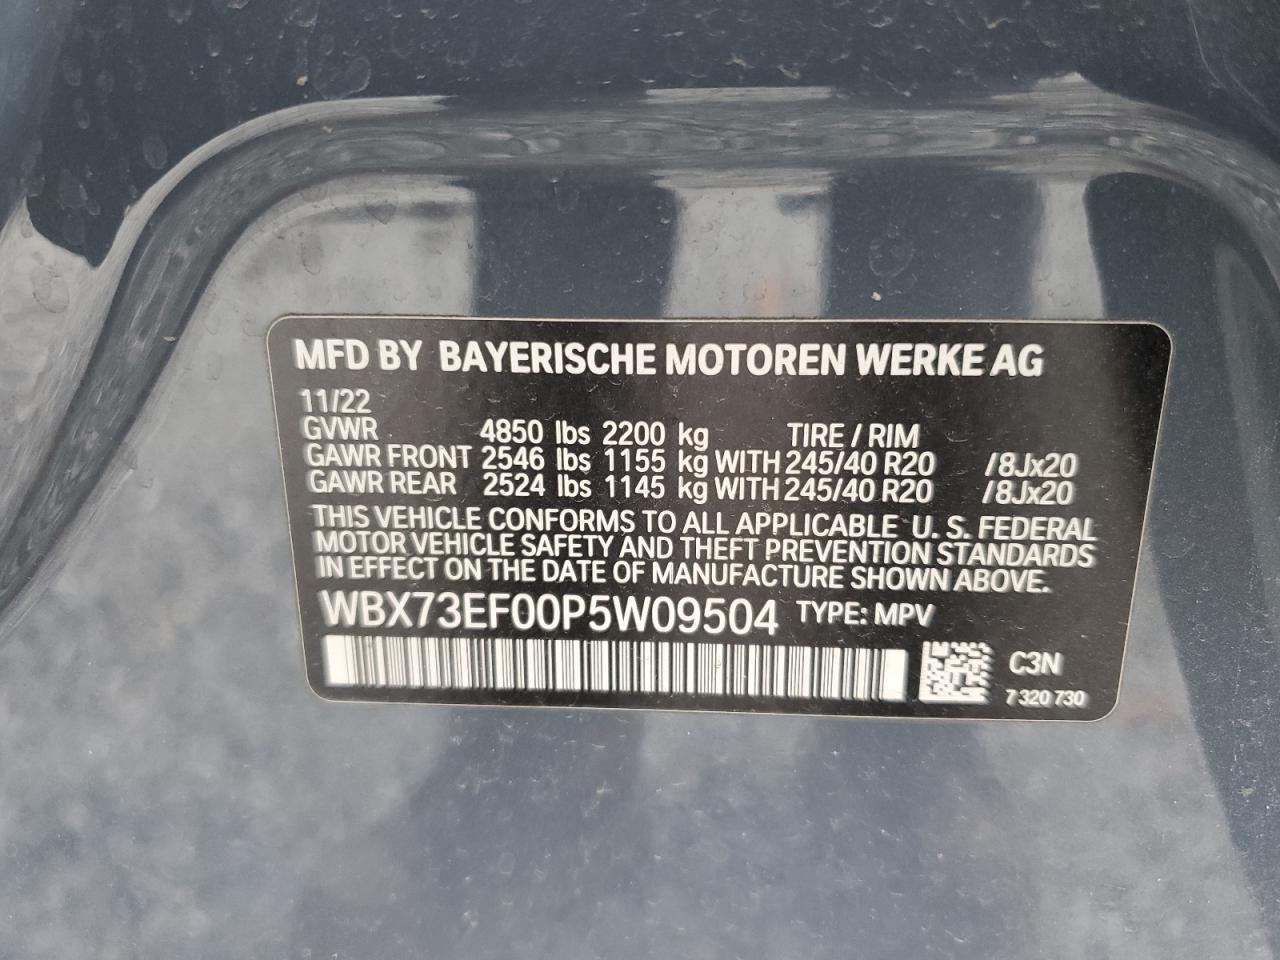 MFD BY BAYERISCHE MOTOREN WERKE AG
11/22
GVWR 4850 lbs 2200 kg TIRE / RIM
GAWR FRONT 2546 lbs 1155 kg WITH 245/40 R20 /8Jx20
GAWR REAR 2524 lbs 1145 kg WITH 245/40 R20 /8Jx20
THIS VEHICLE CONFORMS TO ALL APPLICABLE U. S. FEDERAL
MOTOR VEHICLE SAFETY AND THEFT PREVENTION STANDARDS
IN EFFECT ON THE DATE OF MANUFACTURE SHOWN ABOVE.
WBX73EF00P5W09504 TYPE: MPV
C3N
7 320 730